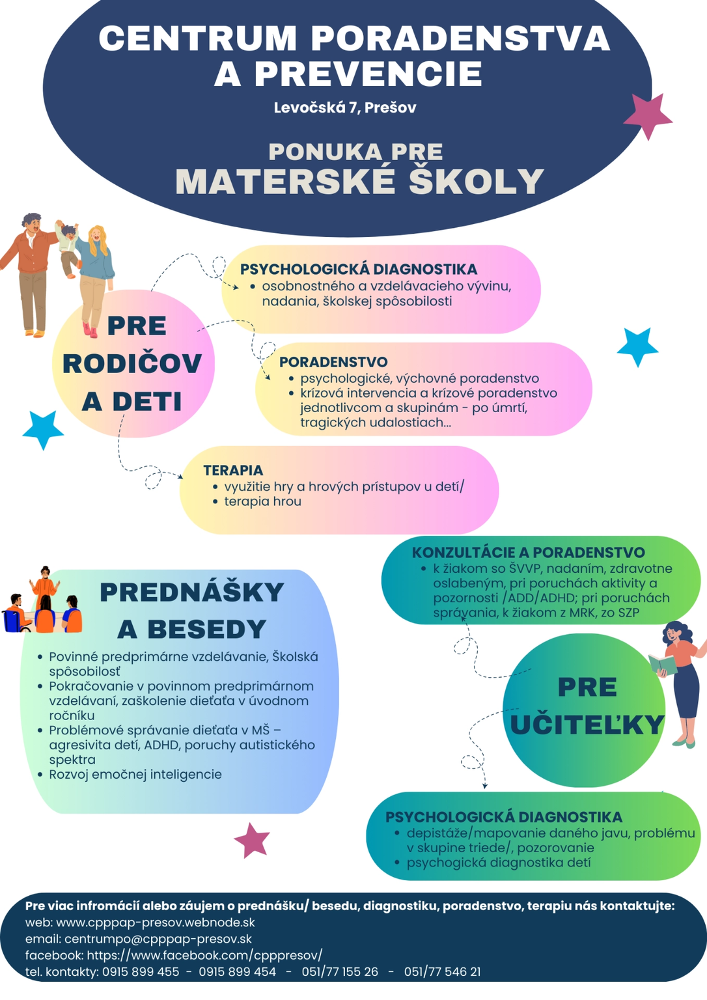 CENTRUM PORADENSTVA
A PREVENCIE
Levočská 7, Prešov
PONUKA PRE
MATERSKÉ ŠKOLY
PRE
RODIČOV
A DETI
PSYCHOLOGICKÁ DIAGNOSTIKA
• osobnostného a vzdelávacieho vývinu,
nadania, školskej spôsobilosti
PORADENSTVO
• psychologické, výchovné poradenstvo
• krízová intervencia a krízové poradenstvo
jednotlivcom a skupinám - po úmrtí,
tragických udalostiach...
TERAPIA
• využitie hry a hrových prístupov u detí/
• terapia hrou
KONZULTÁCIE A PORADENSTVO
• k žiakom so ŠVVP, nadaním, zdravotne
oslabeným, pri poruchách aktivity a
pozornosti /ADD/ADHD; pri poruchách
správania, k žiakom z MRK, zo SZP
PREDNÁŠKY
A BESEDY
• Povinné predprimárne vzdelávanie, Školská
spôsobilosť
• Pokračovanie v povinnom predprimárnom
vzdelávaní, zaškolenie dieťaťa v úvodnom
ročníku
• Problémové správanie dieťaťa v MŠ –
agresivita detí, ADHD, poruchy autistického
spektra
• Rozvoj emočnej inteligencie
PRE
UČITEĽKY
PSYCHOLOGICKÁ DIAGNOSTIKA
• depistáže/mapovanie daného javu, problému
v skupine triede/, pozorovanie
• psychogická diagnostika detí
Pre viac infromácií alebo záujem o prednášku/ besedu, diagnostiku, poradenstvo, terapiu nás kontaktujte:
web: www.cpppap-presov.webnode.sk
email: centrumpo@cpppap-presov.sk
facebook: https://www.facebook.com/cpppresov/
tel. kontakty: 0915 899 455 - 0915 899 454 - 051/77 155 26 - 051/77 546 21